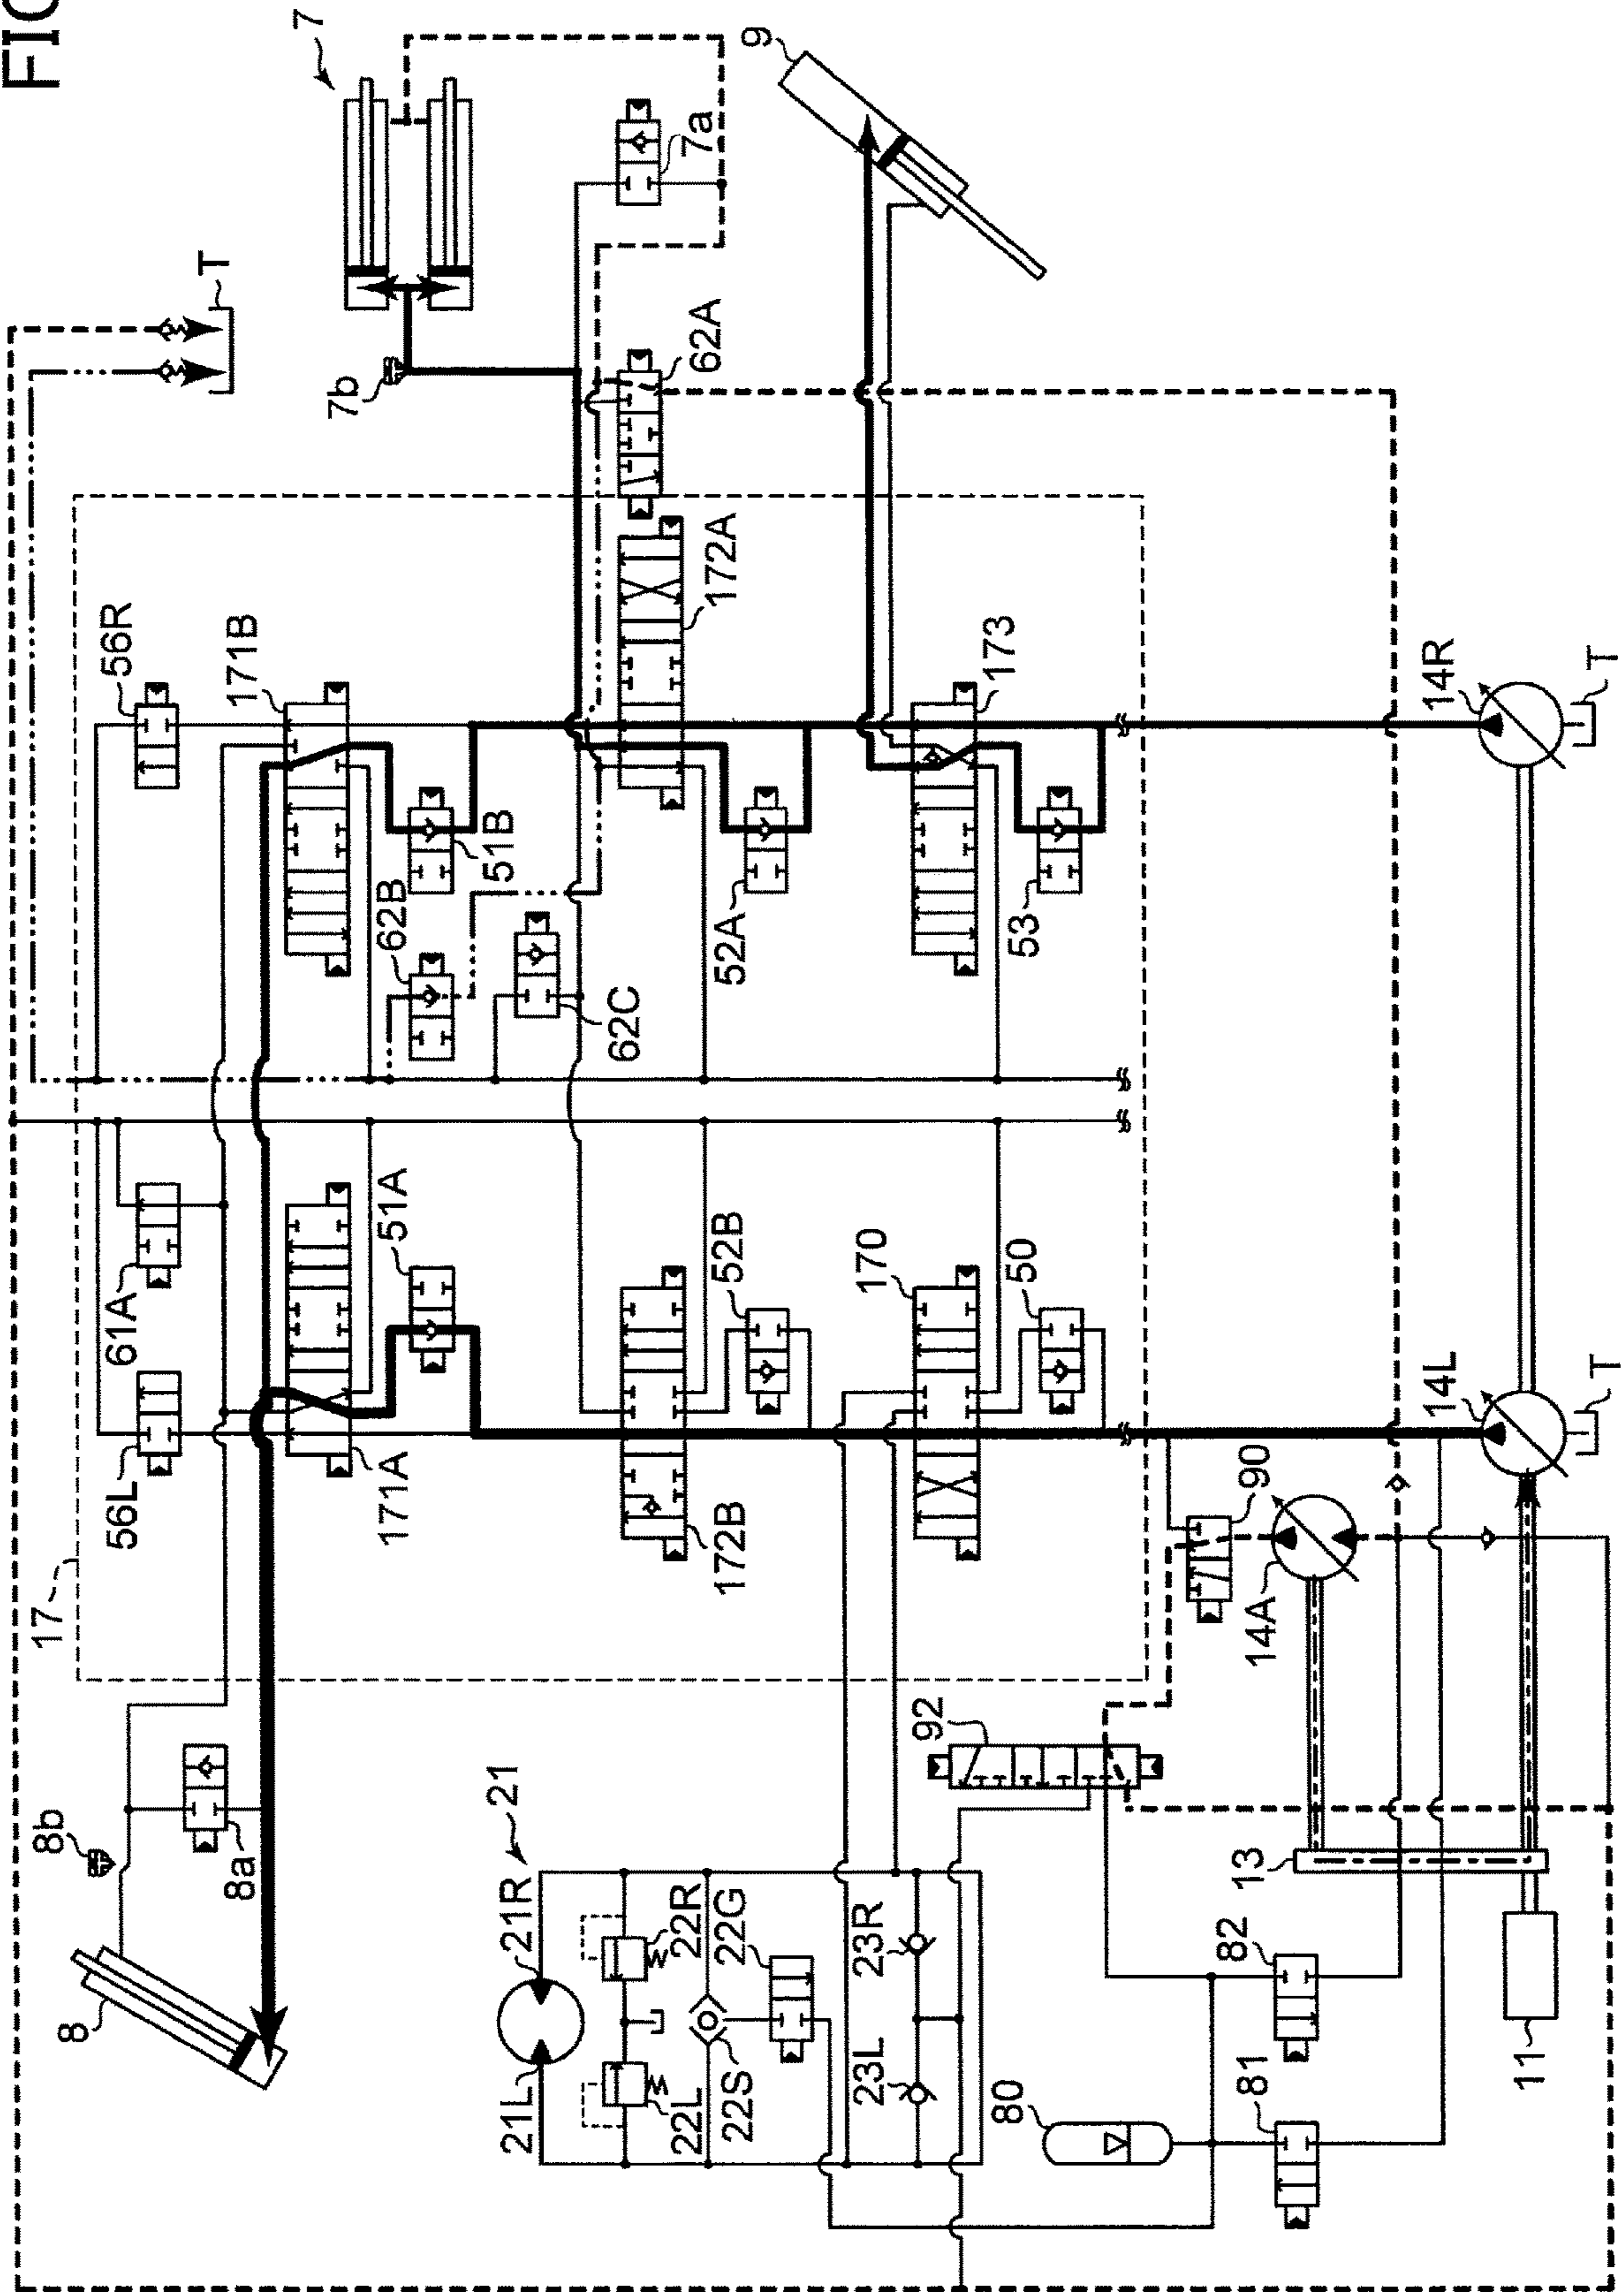 FIG
7
T
7b
7a
9
62A
56R
171B
172A
173
14R
T
51B
62B
62C
52A
53
61A
51A
52B
170
50
56L
171A
172B
14L
T
90
14A
17
8b
8a
8
92
21
21R
22R
22G
23R
13
82
21L
22L
22S
23L
80
81
11